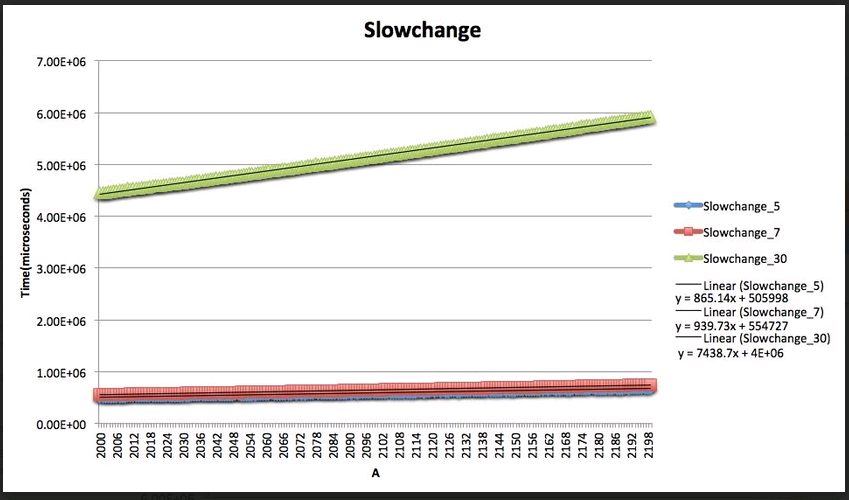 Slowchange
7.00E+06
6.00E+06
5.00E+06
4.00E+06
3.00E+06
2.00E+06
1.00E+06
0.00E+00
Time(microseconds)
2000 2006 2012 2018 2024 2030 2036 2042 2048 2054 2060 2066 2072 2078 2084 2090 2096 2102 2108 2114 2120 2126 2132 2138 2144 2150 2156 2162 2168 2174 2180 2186 2192 2198
A
Slowchange_5
Slowchange_7
Slowchange_30
Linear (Slowchange_5)
y = 865.14x + 505998
Linear (Slowchange_7)
y = 939.73x + 554727
Linear (Slowchange_30)
y = 7438.7x + 4E+06